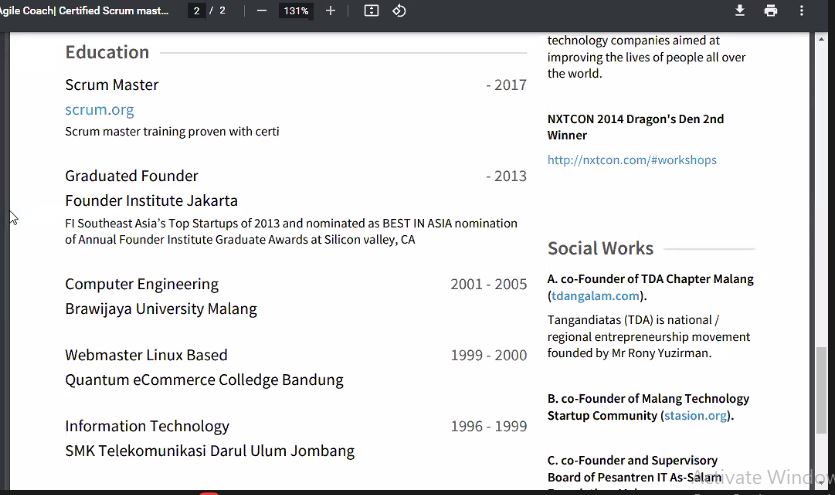 Agile Coach| Certified Scrum mast...
2 / 2
131%
Education
Scrum Master - 2017
scrum.org
Scrum master training proven with certi
Graduated Founder - 2013
Founder Institute Jakarta
FI Southeast Asia's Top Startups of 2013 and nominated as BEST IN ASIA nomination
of Annual Founder Institute Graduate Awards at Silicon valley, CA
Computer Engineering 2001 - 2005
Brawijaya University Malang
Webmaster Linux Based 1999 - 2000
Quantum eCommerce Colledge Bandung
Information Technology 1996 - 1999
SMK Telekomunikasi Darul Ulum Jombang
technology companies aimed at
improving the lives of people all over
the world.
NXTCON 2014 Dragon's Den 2nd
Winner
http://nxtcon.com/#workshops
Social Works
A. co-Founder of TDA Chapter Malang
(tdangalam.com).
Tangandiatas (TDA) is national /
regional entrepreneurship movement
founded by Mr Rony Yuzirman.
B. co-Founder of Malang Technology
Startup Community (stasion.org).
C. co-Founder and Supervisory
Board of Pesantren IT As-Salam
Activate Window